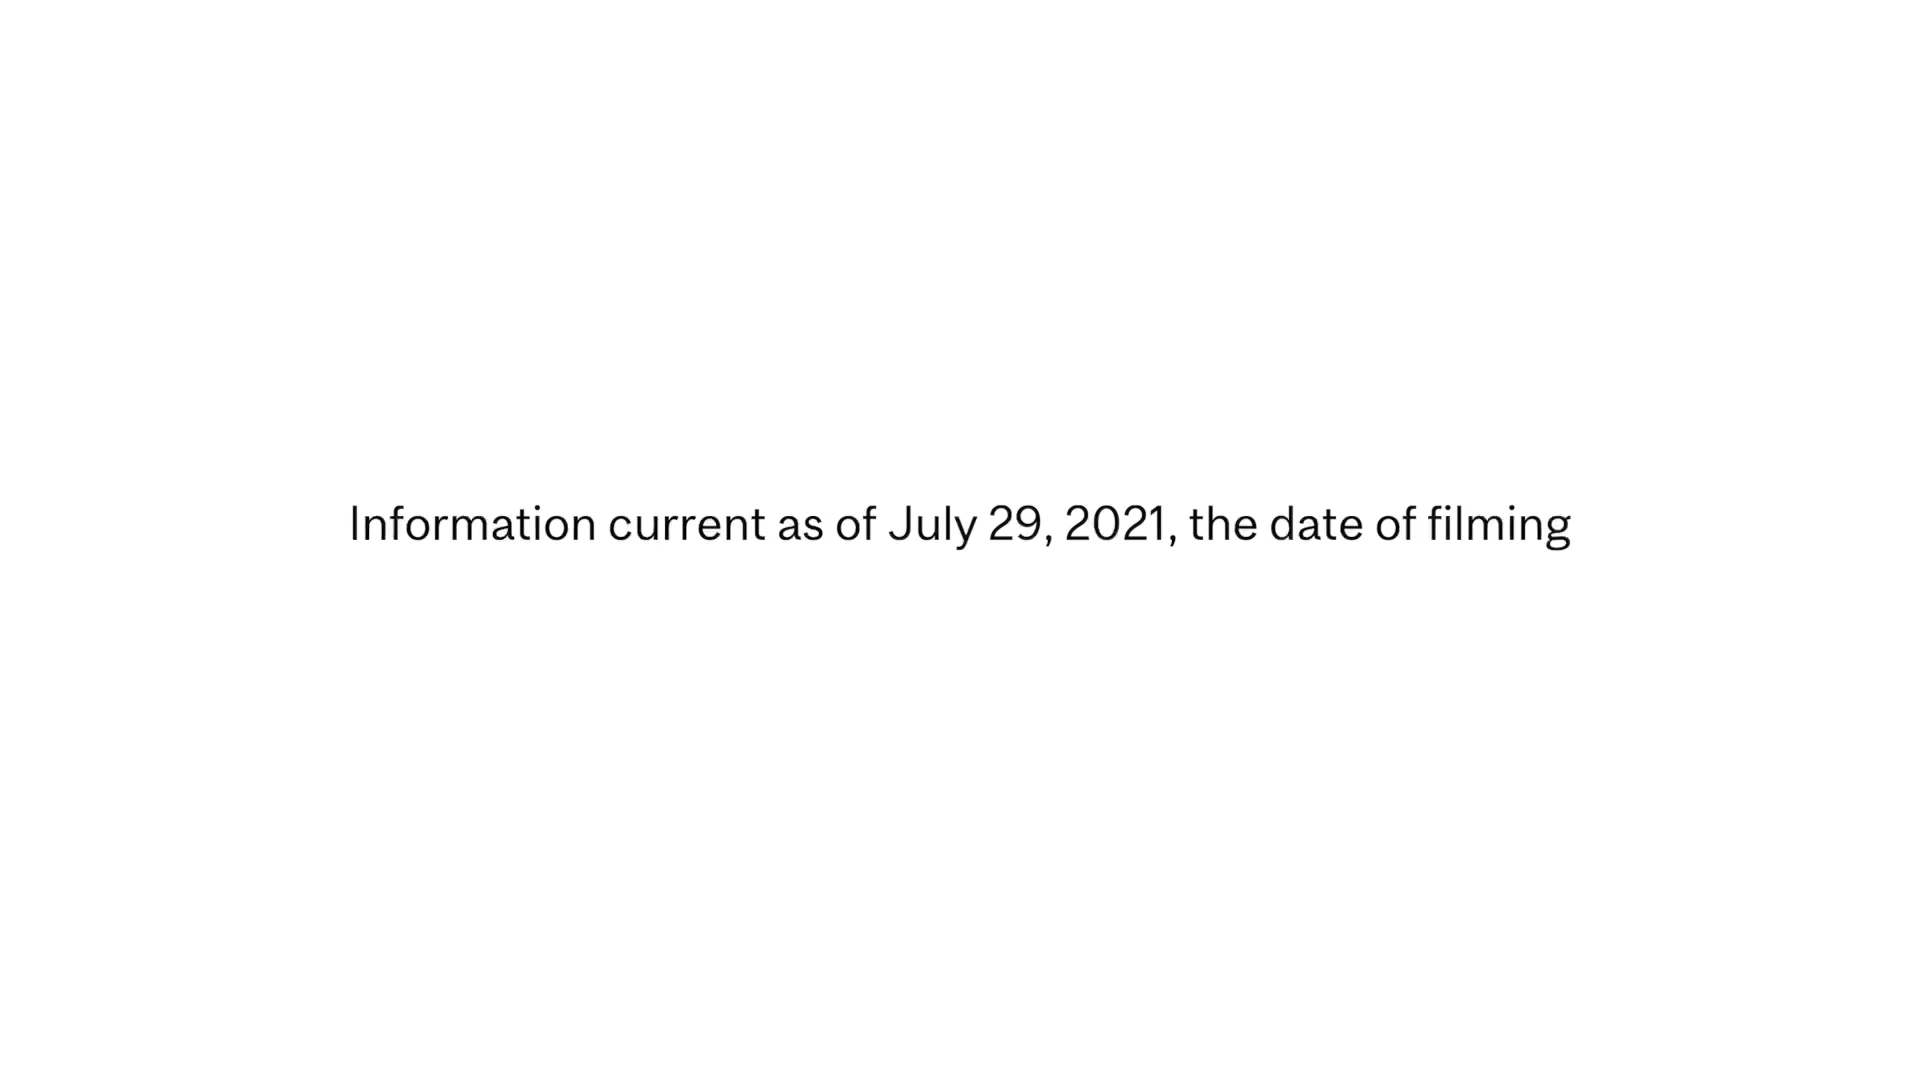 Information current as of July 29, 2021, the date of filming